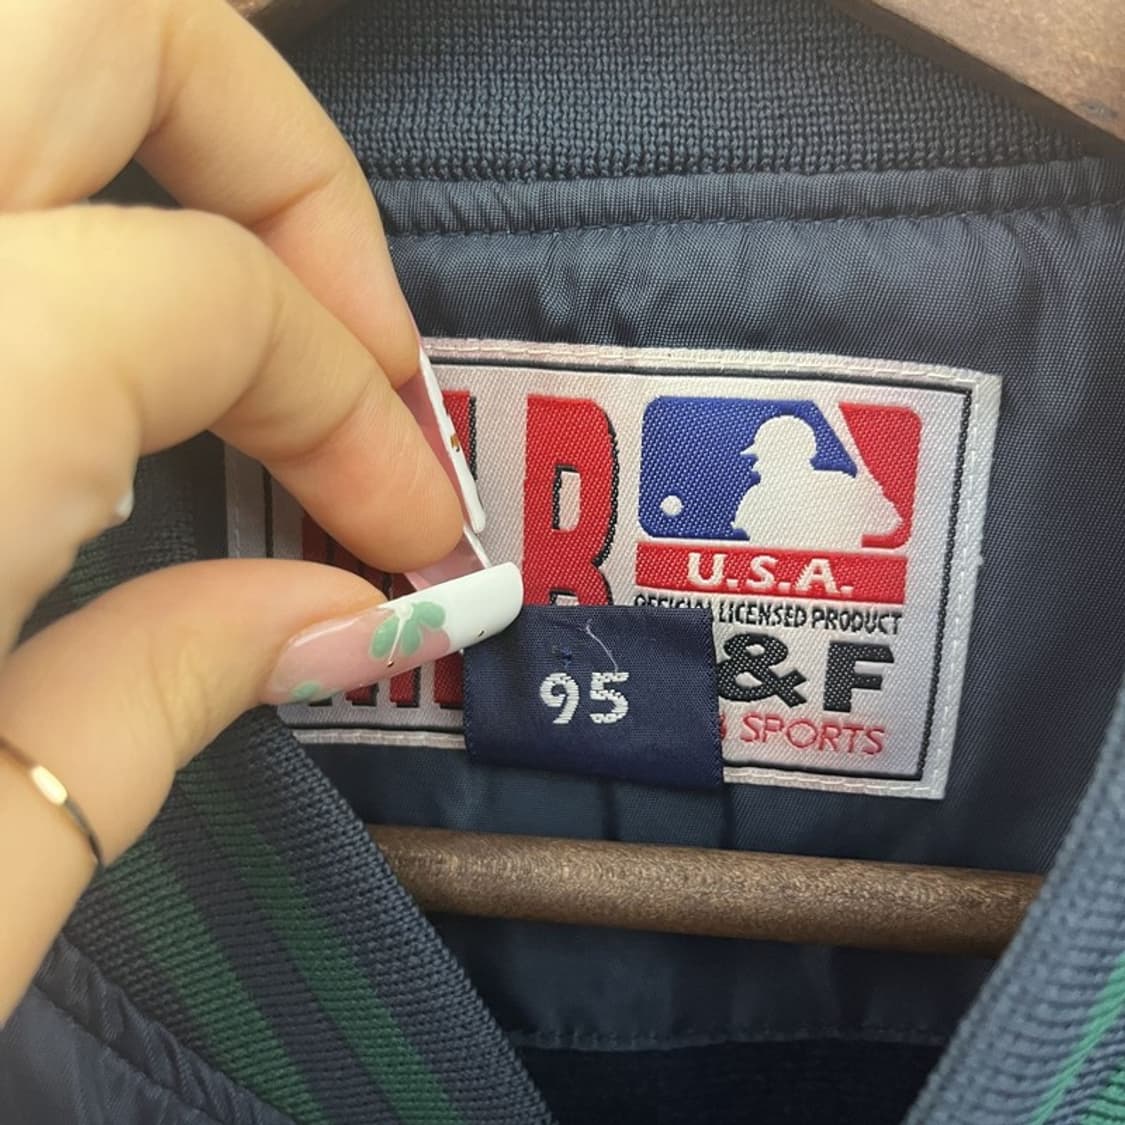 U.S.A.
OFFICIAL LICENSED PRODUCT
&F
SPORTS
95